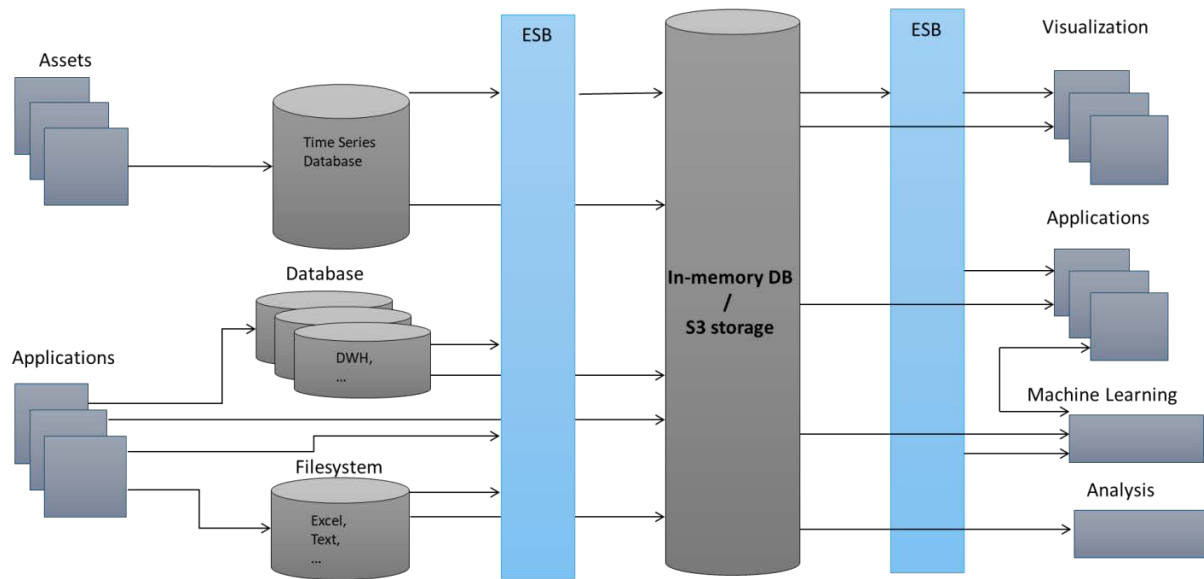 ESB
ESB
Visualization
Assets
Time Series
Database
Applications
Database
In-memory DB
/
S3 storage
DWH,
...
Applications
Machine Learning
Filesystem
Analysis
Excel,
Text,
...